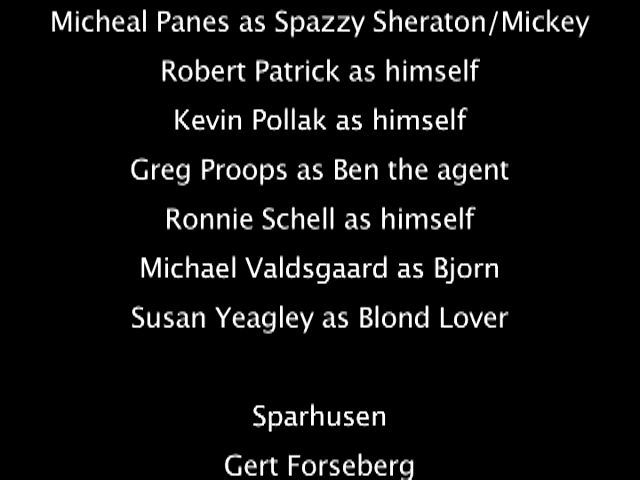 Micheal Panes as Spazzy Sheraton/Mickey
Robert Patrick as himself
Kevin Pollak as himself
Greg Proops as Ben the agent
Ronnie Schell as himself
Michael Valdsgaard as Bjorn
Susan Yeagley as Blond Lover
Sparhusen
Gert Forseberg